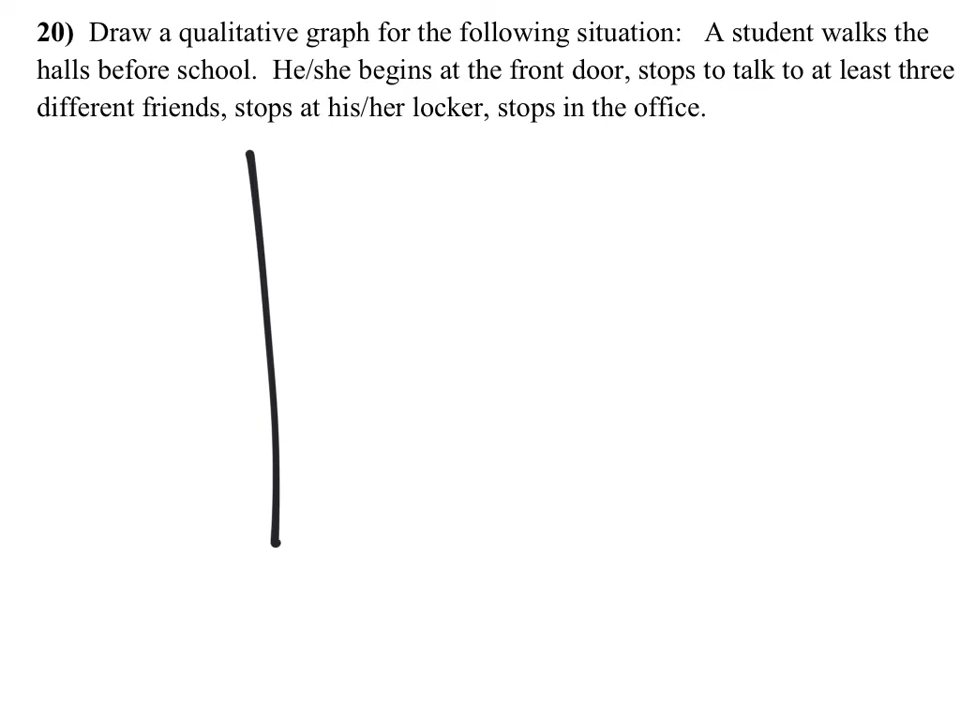 20) Draw a qualitative graph for the following situation: A student walks the
halls before school. He/she begins at the front door, stops to talk to at least three
different friends, stops at his/her locker, stops in the office.